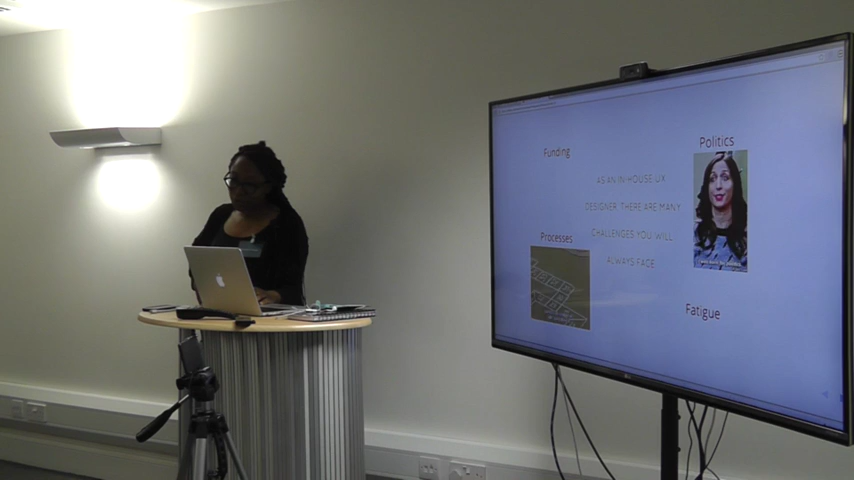 Politics
Funding
AS AN IN-HOUSE UX
DESIGNER, THERE ARE MANY
CHALLENGES YOU WILL
ALWAYS FACE
Processes
Fatigue